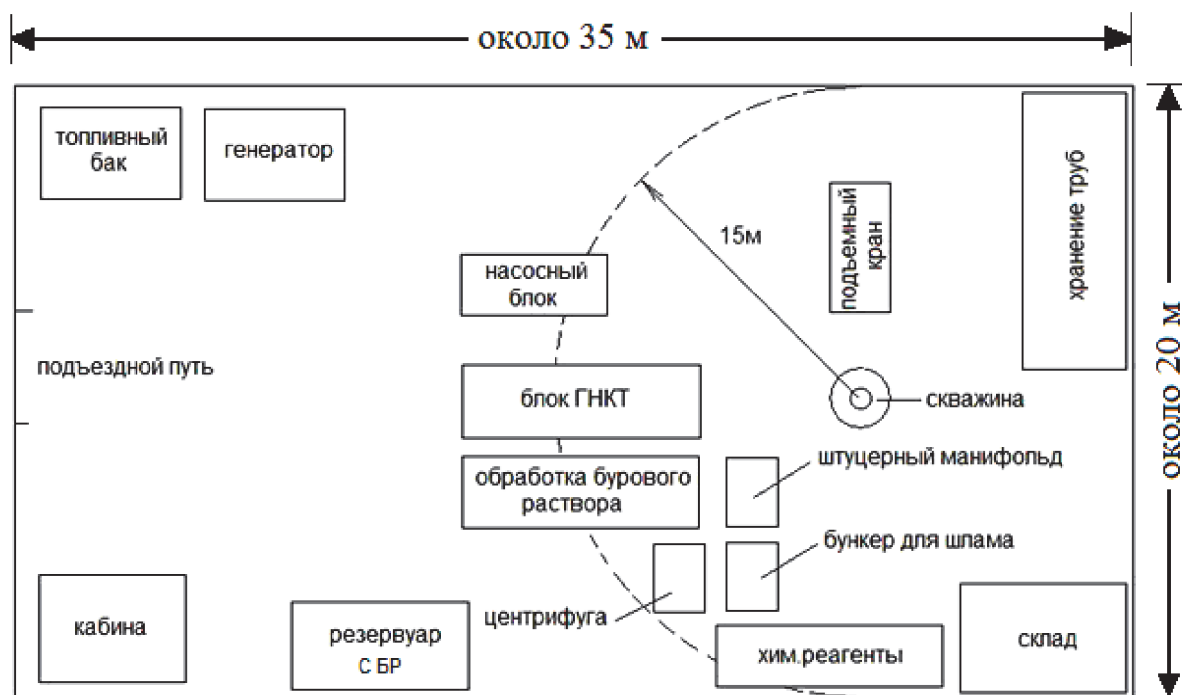 около 35 м
топливный
бак
генератор
насосный
блок
15м
подъемный
кран
хранение труб
около 20 м
подъездной путь
блок ГНКТ
скважина
обработка бурового
раствора
штуцерный манифольд
бункер для шлама
центрифуга
кабина
резервуар
С БР
хим.реагенты
склад